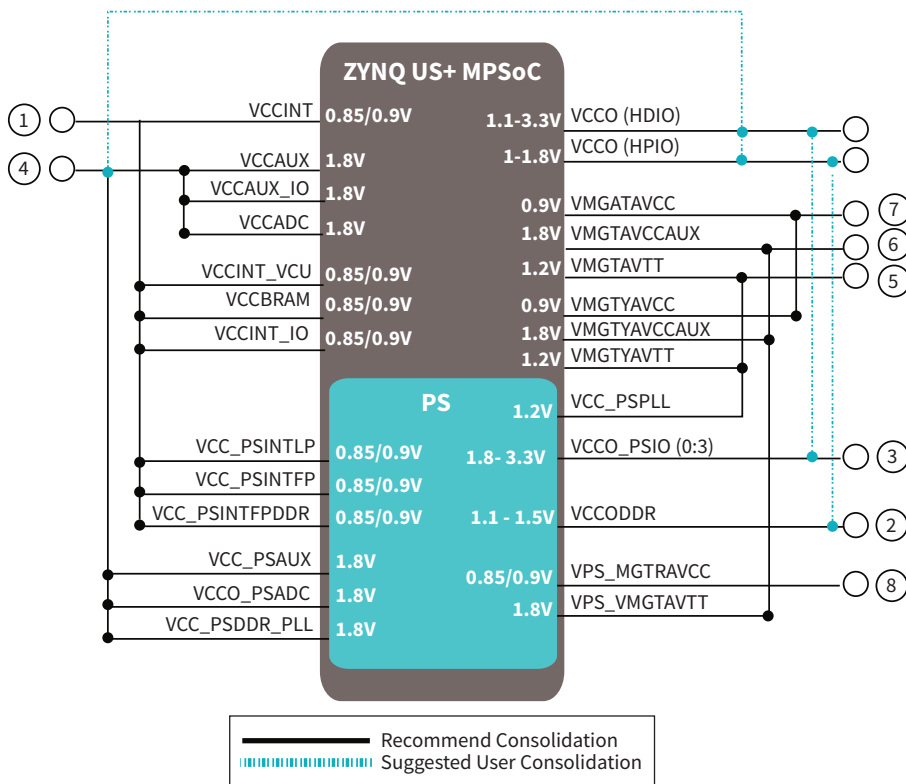 ZYNQ US+ MPSoC
1 VCCINT 0.85/0.9V
4 VCCAUX 1.8V
VCCAUX_IO 1.8V
VCCADC 1.8V
VCCINT_VCU 0.85/0.9V
VCCBRAM 0.85/0.9V
VCCINT_IO 0.85/0.9V
1.1-3.3V VCCO (HDIO)
1-1.8V VCCO (HPIO)
0.9V VMGATAVCC 7
1.8V VMGTAVCCAUX 6
1.2V VMGTAVTT 5
0.9V VMGTYAVCC
1.8V VMGTYAVCCAUX
1.2V VMGTYAVTT
PS
VCC_PSINTLP 0.85/0.9V
VCC_PSINTFP 0.85/0.9V
VCC_PSINTFPDDR 0.85/0.9V
VCC_PSAUX 1.8V
VCCO_PSADC 1.8V
VCC_PSDDR_PLL 1.8V
1.2V VCC_PSPLL
1.8- 3.3V VCCO_PSIO (0:3) 3
1.1 - 1.5V VCCODDR 2
0.85/0.9V VPS_MGTRAVCC 8
1.8V VPS_VMGTAVTT
Recommend Consolidation
Suggested User Consolidation